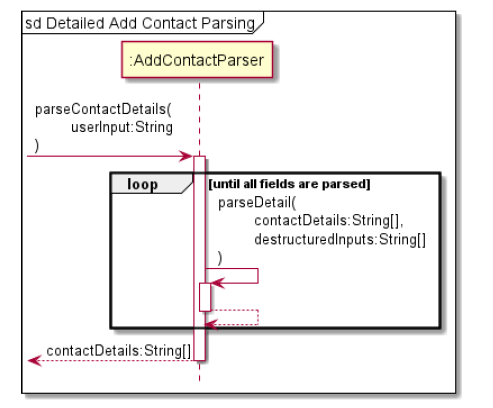 sd Detailed Add Contact Parsing
:AddContactParser
parseContactDetails(
userInput:String
)
loop
[until all fields are parsed]
parseDetail(
contactDetails:String[],
destructuredInputs:String[]
)
contactDetails:String[]